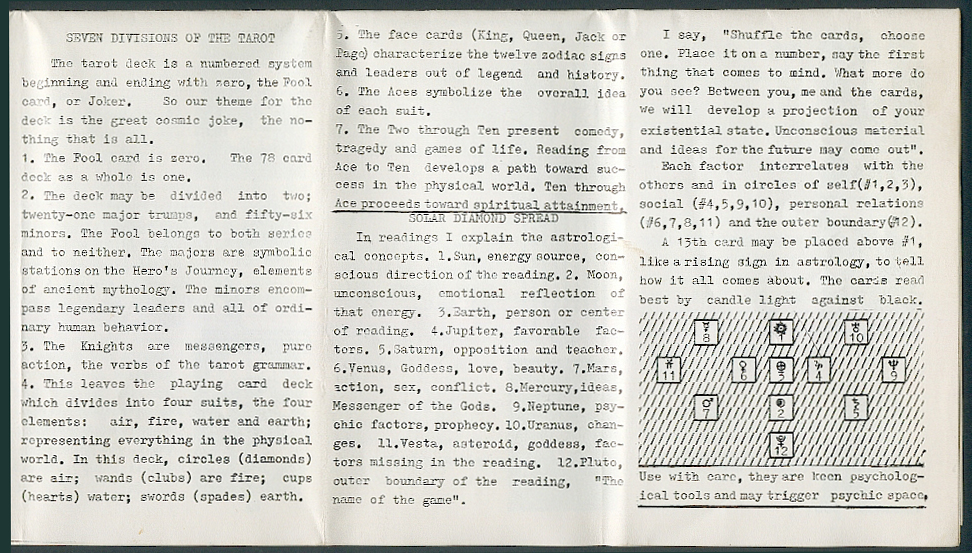 SEVEN DIVISIONS OF THE TAROT
The tarot deck is a numbered system
beginning and ending with zero, the Fool
card, or Joker. So our theme for the
deck is the great cosmic joke, the no-
thing that is all.
1. The Fool card is zero. The 78 card
deck as a whole is one.
2. The deck may be divided into two;
twenty-one major trumps, and fifty-six
minors. The Fool belongs to both series
and to neither. The majors are symbolic
stations on the Hero's Journey, elements
of ancient mythology. The minors encom-
pass legendary leaders and all of ordi-
nary human behavior.
3. The Knights are messengers, pure
action, the verbs of the tarot grammar.
4. This leaves the playing card deck
which divides into four suits, the four
elements: air, fire, water and earth;
representing everything in the physical
world. In this deck, circles (diamonds)
are air; wands (clubs) are fire; cups
(hearts) water; swords (spades) earth.
5. The face cards (King, Queen, Jack or
Page) characterize the twelve zodiac signs
and leaders out of legend and history.
6. The Aces symbolize the overall idea
of each suit.
7. The Two through Ten present comedy,
tragedy and games of life. Reading from
Ace to Ten develops a path toward suc-
cess in the physical world. Ten through
Ace proceeds toward spiritual attainment.
SOLAR DIAMOND SPREAD
In readings I explain the astrologi-
cal concepts. 1.Sun, energy source, con-
scious direction of the reading. 2. Moon,
unconscious, emotional reflection of
that energy. 3.Earth, person or center
of reading. 4.Jupiter, favorable fac-
tors. 5.Saturn, opposition and teacher.
6.Venus, Goddess, love, beauty. 7.Mars,
action, sex, conflict. 8.Mercury,ideas,
Messenger of the Gods. 9.Neptune, psy-
chic factors, prophecy. 10.Uranus, chan-
ges. 11.Vesta, asteroid, goddess, fac-
tors missing in the reading. 12.Pluto,
outer boundary of the reading, "The
name of the game".
I say, "Shuffle the cards, choose
one. Place it on a number, say the first
thing that comes to mind. What more do
you see? Between you, me and the cards,
we will develop a projection of your
existential state. Unconscious material
and ideas for the future may come out".
Each factor interrelates with the
others and in circles of self(#1,2,3),
social (#4,5,9,10), personal relations
(#6,7,8,11) and the outer boundary(#12).
A 13th card may be placed above #1,
like a rising sign in astrology, to tell
how it all comes about. The cards read
best by candle light against black.
☿ 8 ☉ 1 ♅ 10
11 ♀ 6 ⊕ 3 ♃ 4 ♆ 9
♂ 7 2 ♄ 5
12
Use with care, they are keen psycholog-
ical tools and may trigger psychic space.